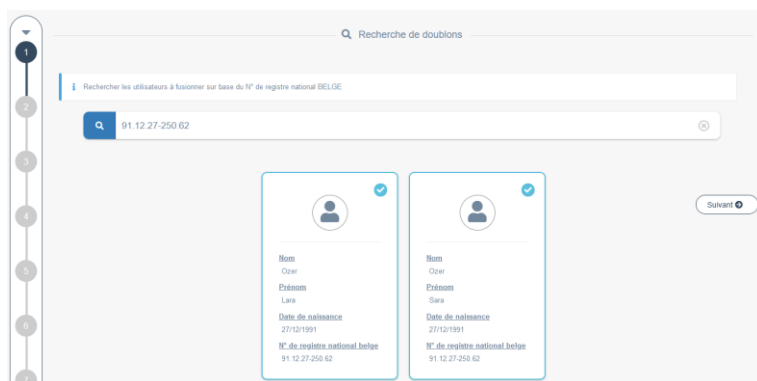 Recherche de doublons
1
Rechercher les utilisateurs à fusionner sur base du N° de registre national BELGE
2
91.12.27-250.62
3
4
Suivant
5
6
7
Nom
Ozer
Prénom
Lara
Date de naissance
27/12/1991
N° de registre national belge
91.12.27-250.62
Nom
Ozer
Prénom
Sara
Date de naissance
27/12/1991
N° de registre national belge
91.12.27-250.62